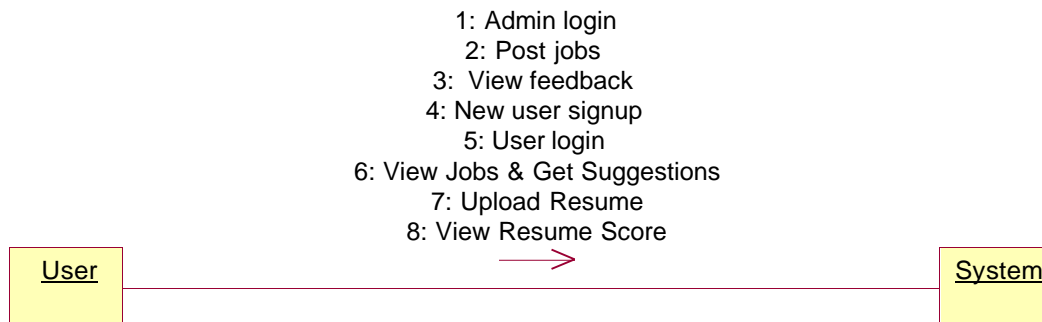 1: Admin login
2: Post jobs
3:  View feedback
4: New user signup
5: User login
6: View Jobs & Get Suggestions
7: Upload Resume
8: View Resume Score
User
System